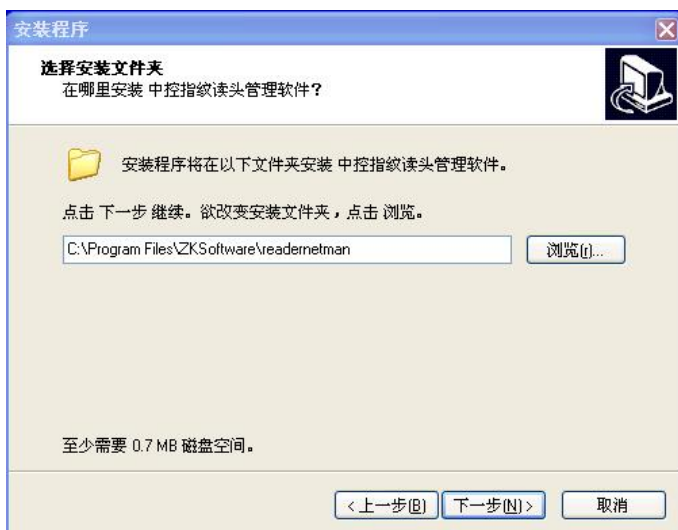 安装程序
选择安装文件夹
在哪里安装 中控指纹读头管理软件?
安装程序将在以下文件夹安装 中控指纹读头管理软件。
点击 下一步 继续。欲改变安装文件夹，点击 浏览。
C:\Program Files\ZKSoftware\readernetman
浏览(r)...
至少需要 0.7 MB 磁盘空间。
<上一步(B) 下一步(N)> 取消